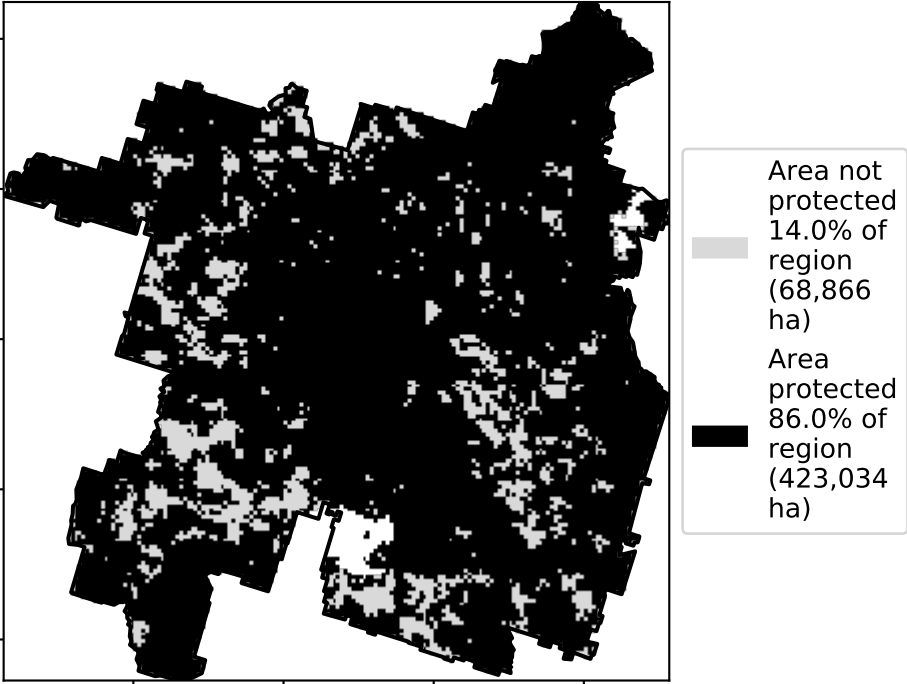 Area not
protected
14.0% of
region
(68,866
ha)
Area
protected
86.0% of
region
(423,034
ha)